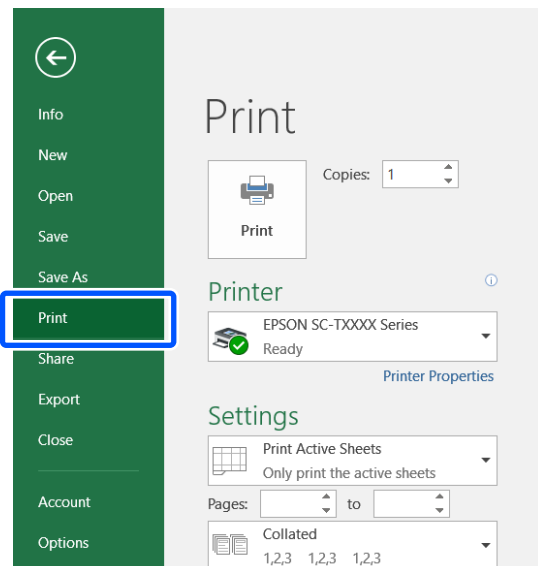 Info
New
Open
Save
Save As
Print
Share
Export
Close
Account
Options
Print
Copies: 1
Print
Printer
EPSON SC-TXXXX Series
Ready
Printer Properties
Settings
Print Active Sheets
Only print the active sheets
Pages: to
Collated
1,2,3 1,2,3 1,2,3